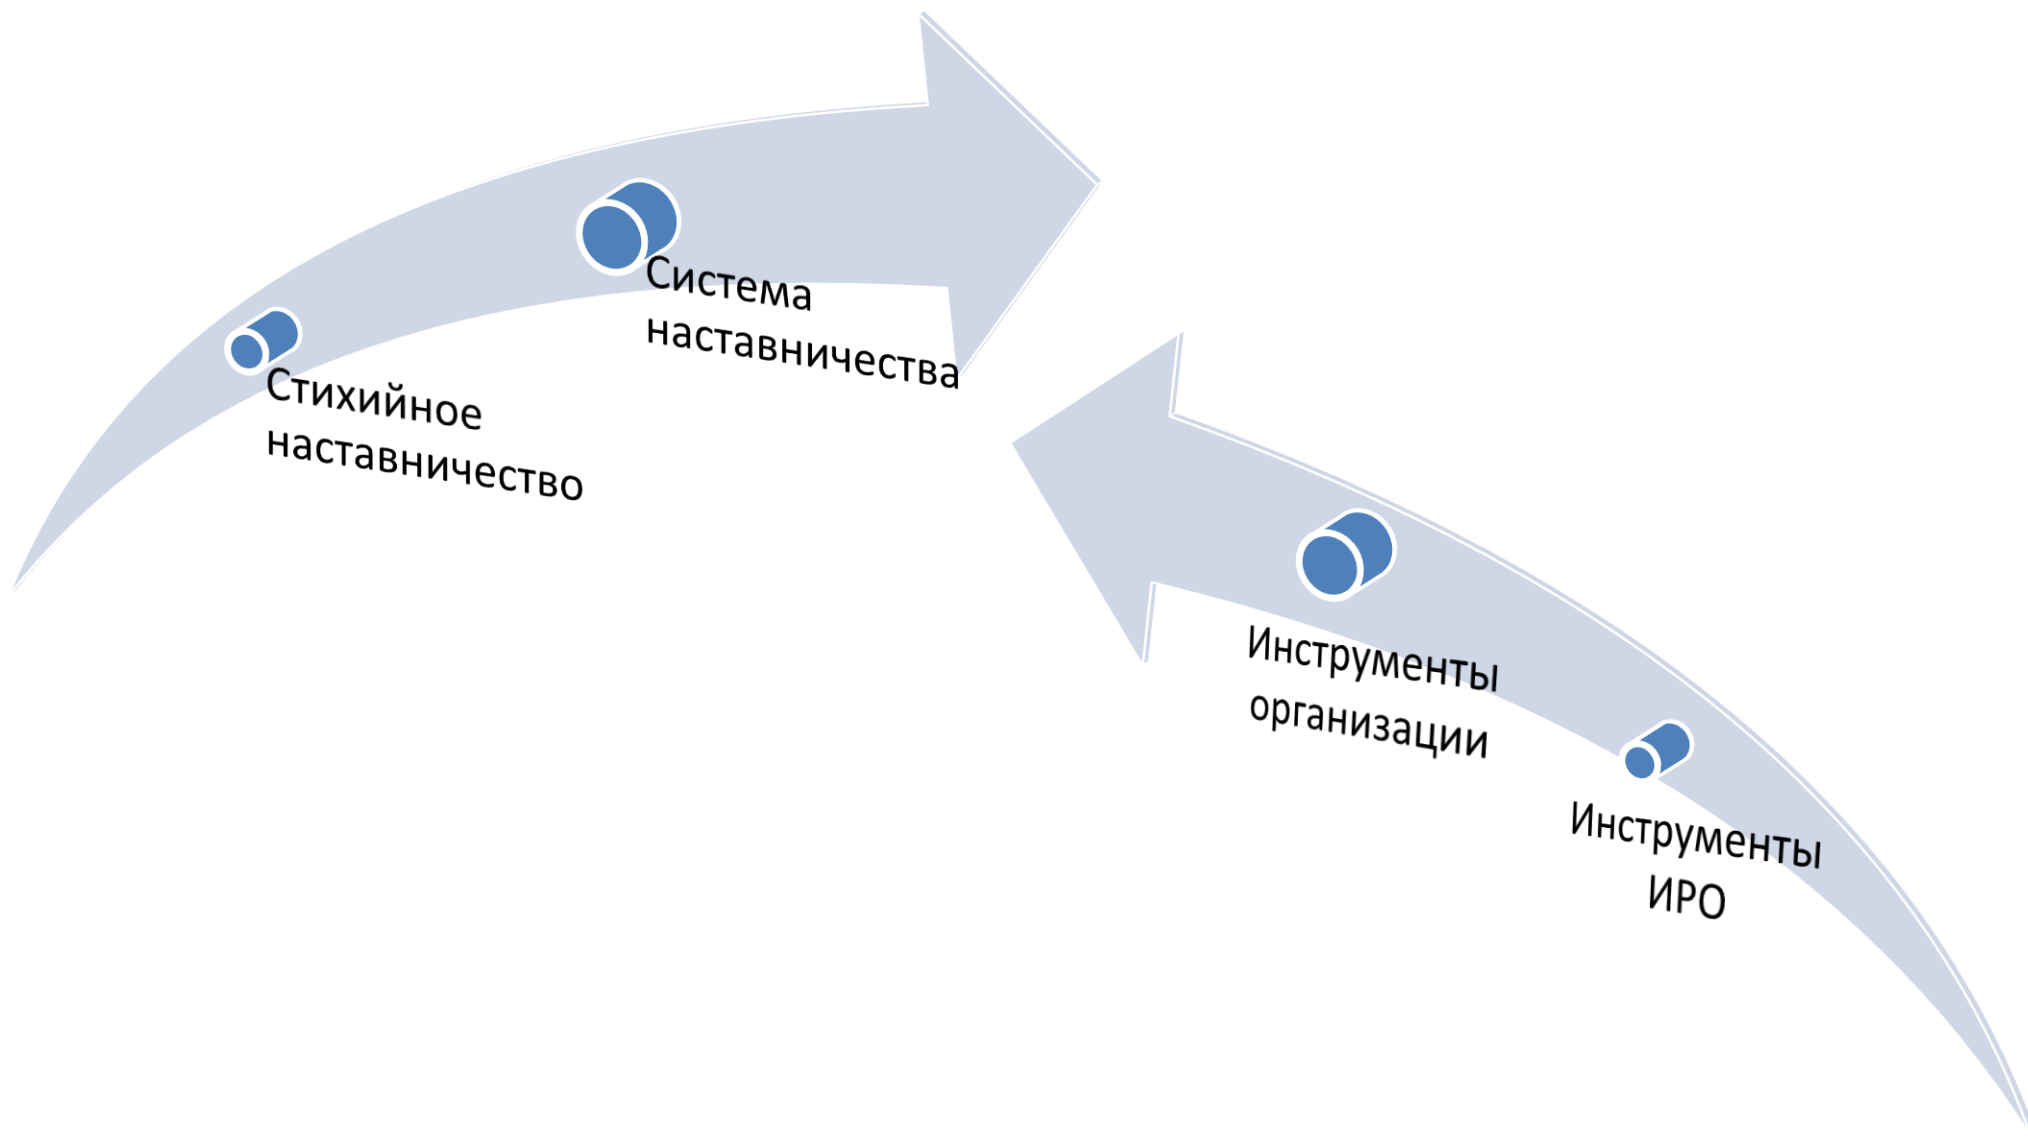 Система
наставничества
Стихийное
наставничество
Инструменты
организации
Инструменты
ИРО